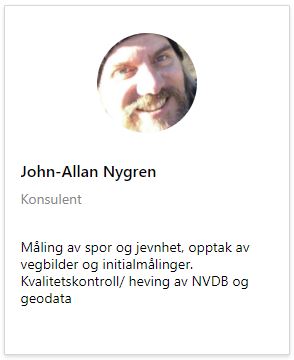 John-Allan Nygren
Konsulent
Måling av spor og jevnhet, opptak av
vegbilder og initialmålinger.
Kvalitetskontroll/ heving av NVDB og
geodata